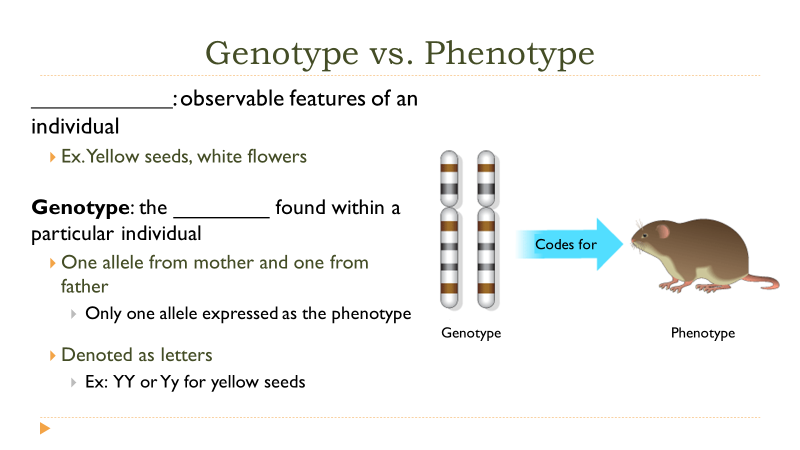 Genotype vs. Phenotype
____________: observable features of an
individual
Ex. Yellow seeds, white flowers
Genotype: the ________ found within a
particular individual
One allele from mother and one from
father
Only one allele expressed as the phenotype
Denoted as letters
Ex: YY or Yy for yellow seeds
Codes for
Genotype
Phenotype